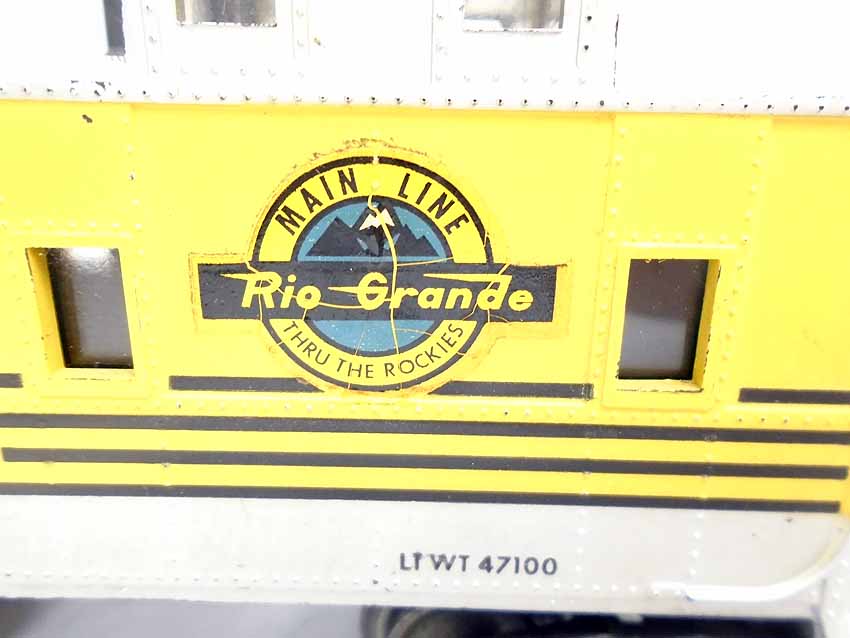 MAIN LINE
Rio Grande
THRU THE ROCKIES
LT WT 47100